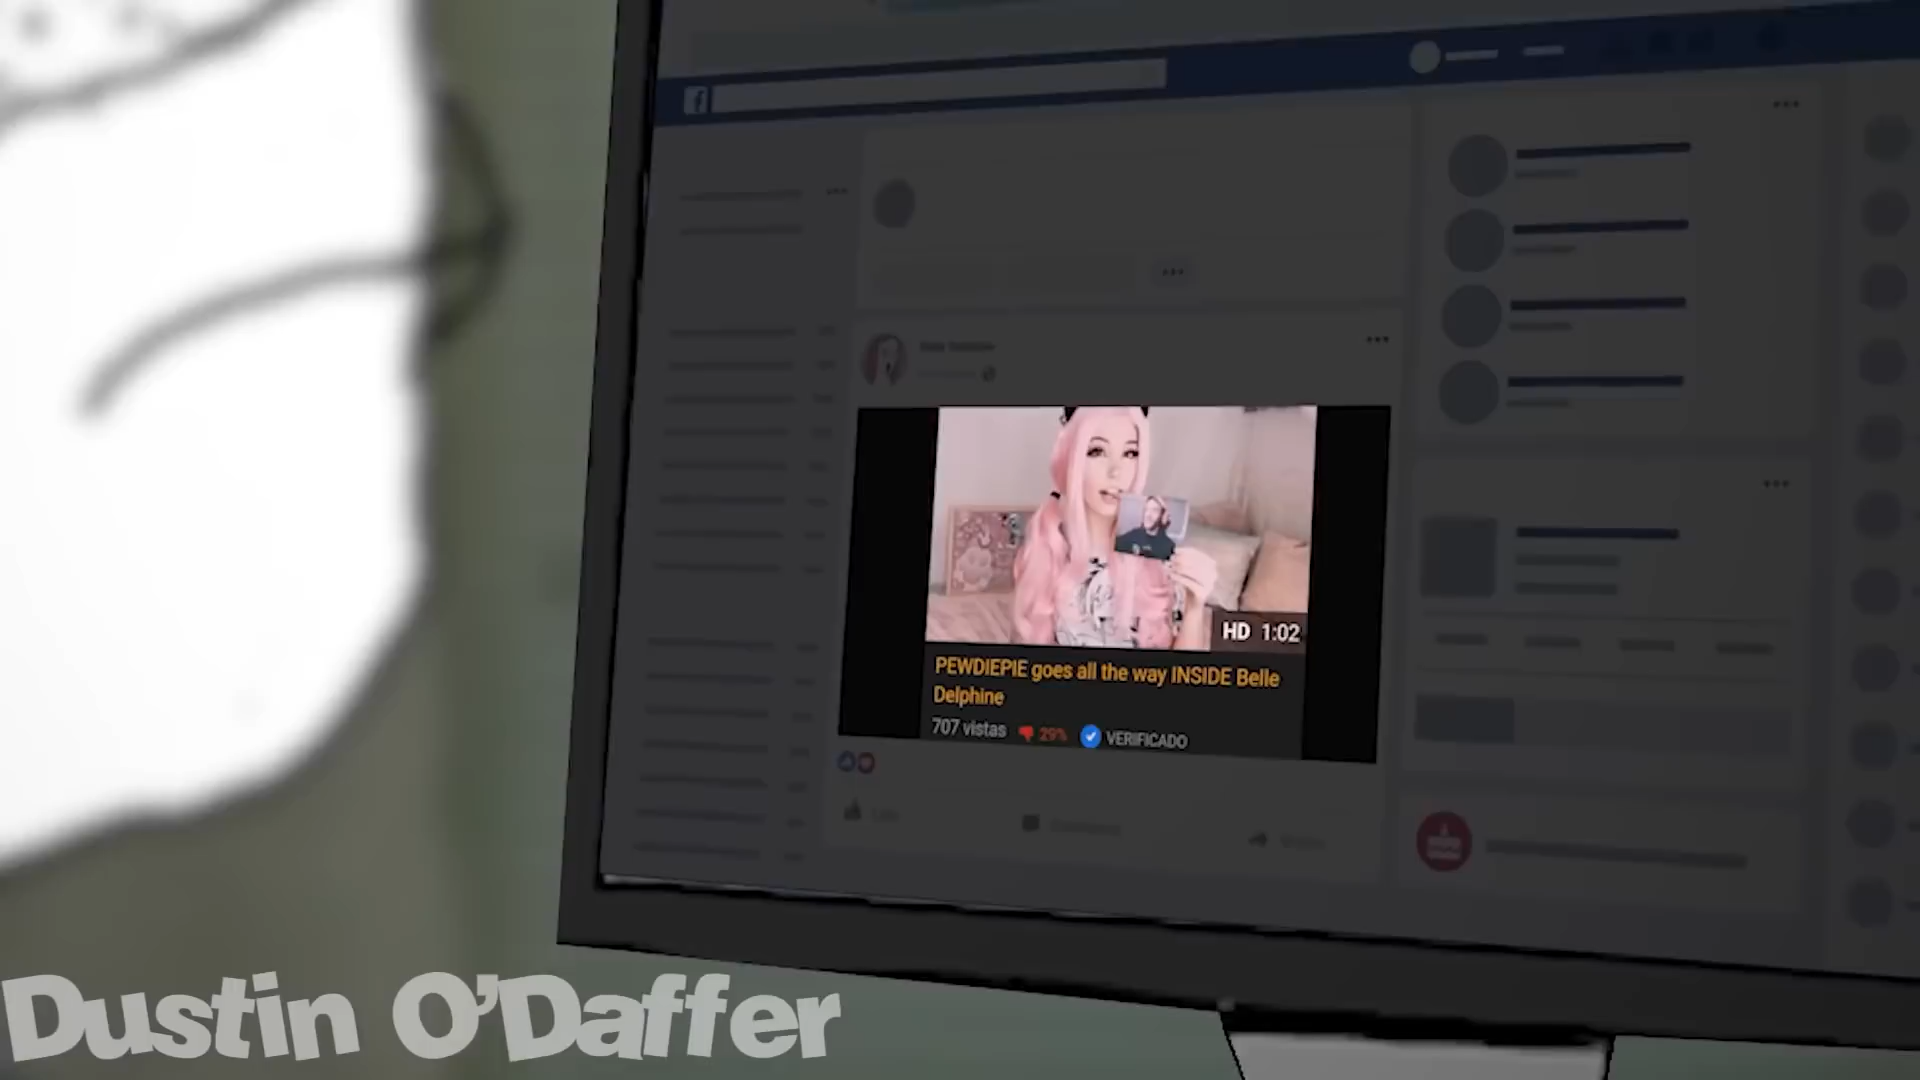 f
HD 1:02
PEWDIEPIE goes all the way INSIDE Belle
Delphine
707 vistas 29% VERIFICADO
Dustin O'Daffer